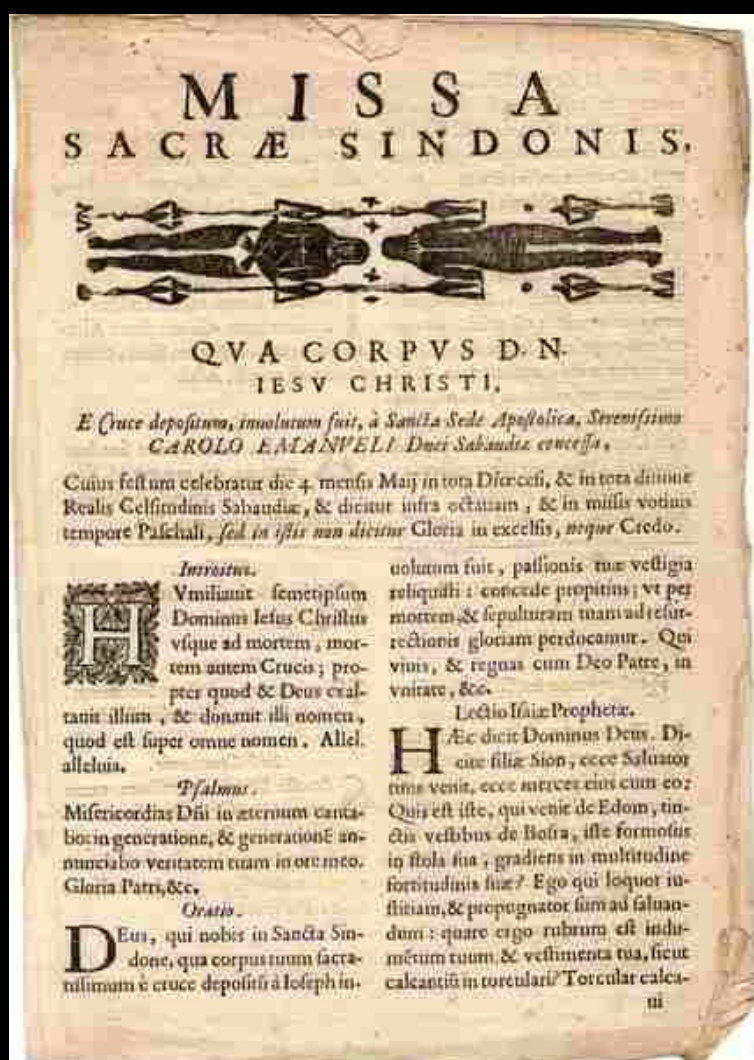 MISSA
SACRÆ SINDONIS.
QVA CORPVS D. N.
IESV CHRISTI,
E Cruce depositum, inuolutum fuit, à Sancta Sede Apostolica, Serenissimo
CAROLO EMANVELI Duci Sabaudiæ concessa.
Cuius festum celebratur die 4. mensis Maij in tota Diœcesi, & in tota ditione
Realis Celsitudinis Sabaudiæ, & dicitur infra octauam, & in missis votiuis
tempore Paschali, sed in istis non dicitur Gloria in excelsis, neque Credo.
Introitus.
HVmiliauit semetipsum
Dominus Iesus Christus
vsque ad mortem, mor-
tem autem Crucis; pro-
pter quod & Deus exal-
tauit illum, & donauit illi nomen,
quod est super omne nomen. Allel.
alleluia.
Psalmus.
Misericordias Dñi in æternum canta-
bo: in generatione, & generationẽ an-
nunciabo veritatem tuam in ore meo.
Gloria Patri, &c.
Oratio.
DEus, qui nobis in Sancta Sin-
done, qua corpus tuum sacra-
tissimum è cruce depositũ à Ioseph in-
uolutum fuit, passionis tuæ vestigia
reliquisti: concede propitius; vt per
mortem, & sepulturam tuam ad resur-
rectionis gloriam perducamur. Qui
viuis, & regnas cum Deo Patre, in
vnitate, &c.
Lectio Isaiæ Prophetæ.
HÆc dicit Dominus Deus. Di-
cite filiæ Sion, ecce Saluator
tuus venit, ecce merces eius cum eo:
Quis est iste, qui venit de Edom, tin-
ctis vestibus de Bosra, iste formosus
in stola sua, gradiens in multitudine
fortitudinis suæ? Ego qui loquor iu-
stitiam, & propugnator sum ad saluan-
dum: quare ergo rubrum est indu-
mẽtum tuum, & vestimenta tua, sicut
calcantiũ in torculari? Torcular calca-
ui